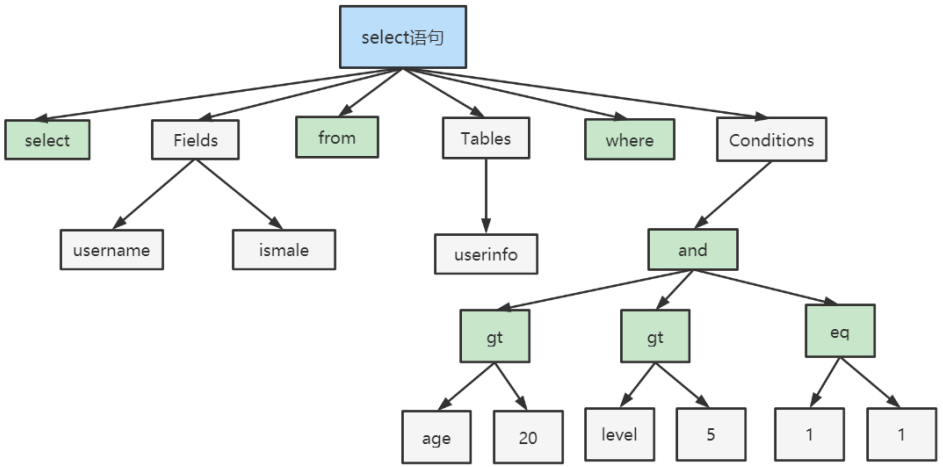 select语句
select
Fields
from
Tables
where
Conditions
username
ismale
userinfo
and
gt
gt
eq
age
20
level
5
1
1